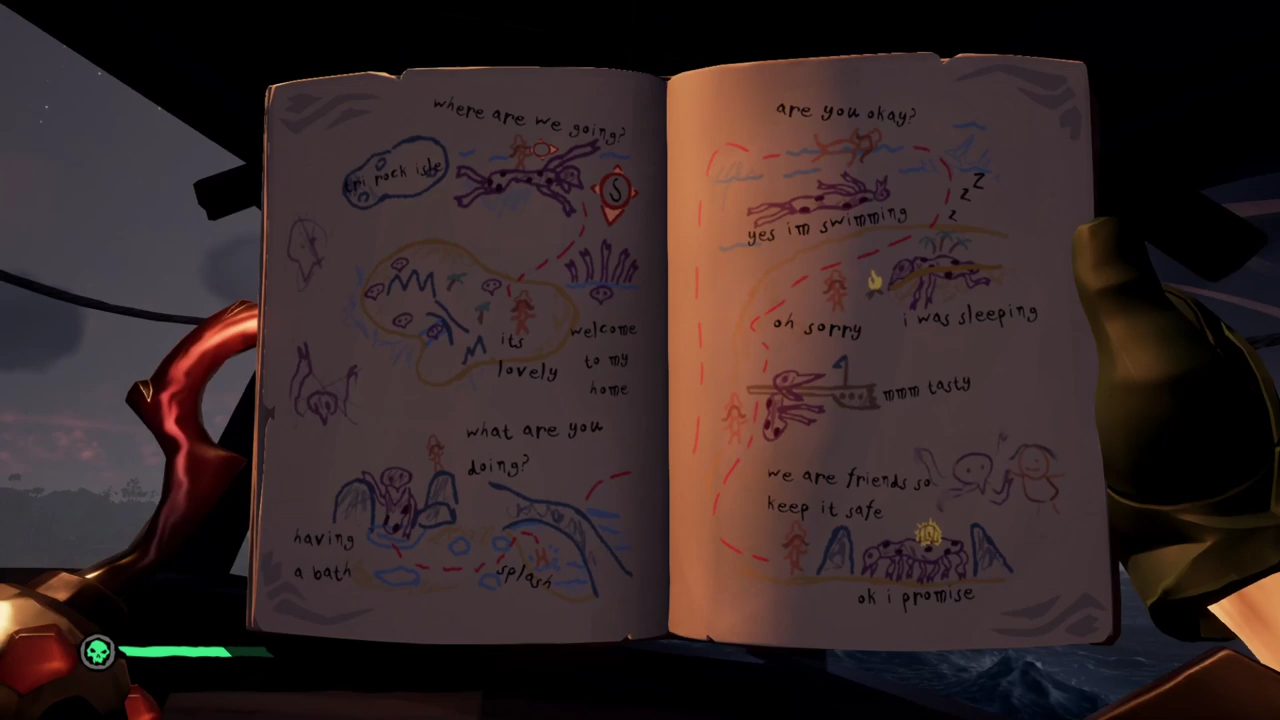 where are we going?
tri rock isle
S
its
lovely
welcome
to my
home
what are you
doing?
having
a bath
splash
are you okay?
z
z
z
yes im swimming
oh sorry
i was sleeping
mmm tasty
we are friends so
keep it safe
ok i promise